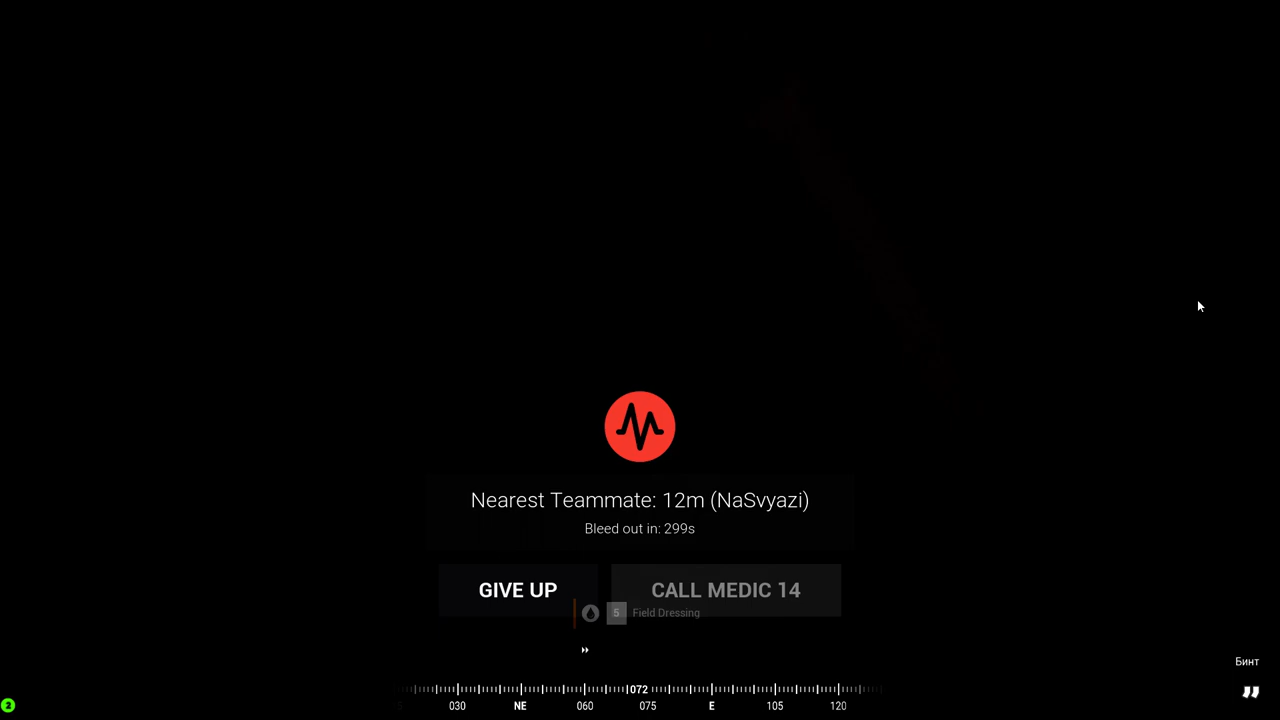 Nearest Teammate: 12m (NaSvyazi)
Bleed out in: 299s
GIVE UP
CALL MEDIC 14
5 Field Dressing
Бинт
072
030 NE 060 075 E 105 120
2